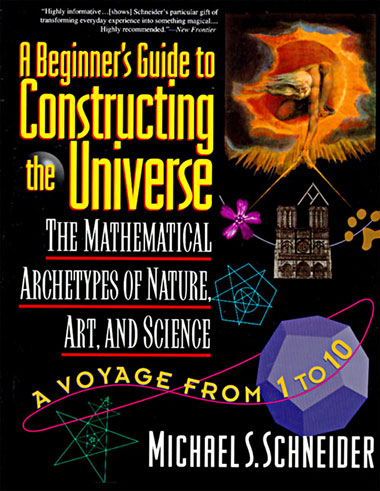 "Highly informative...[shows] Schneider's particular gift of
transforming everyday experience into something magical....
Highly recommended."—New Frontier
A Beginner's Guide to
Constructing
the Universe
THE MATHEMATICAL
ARCHETYPES OF NATURE,
ART, AND SCIENCE
A VOYAGE FROM 1 TO 10
MICHAEL S. SCHNEIDER